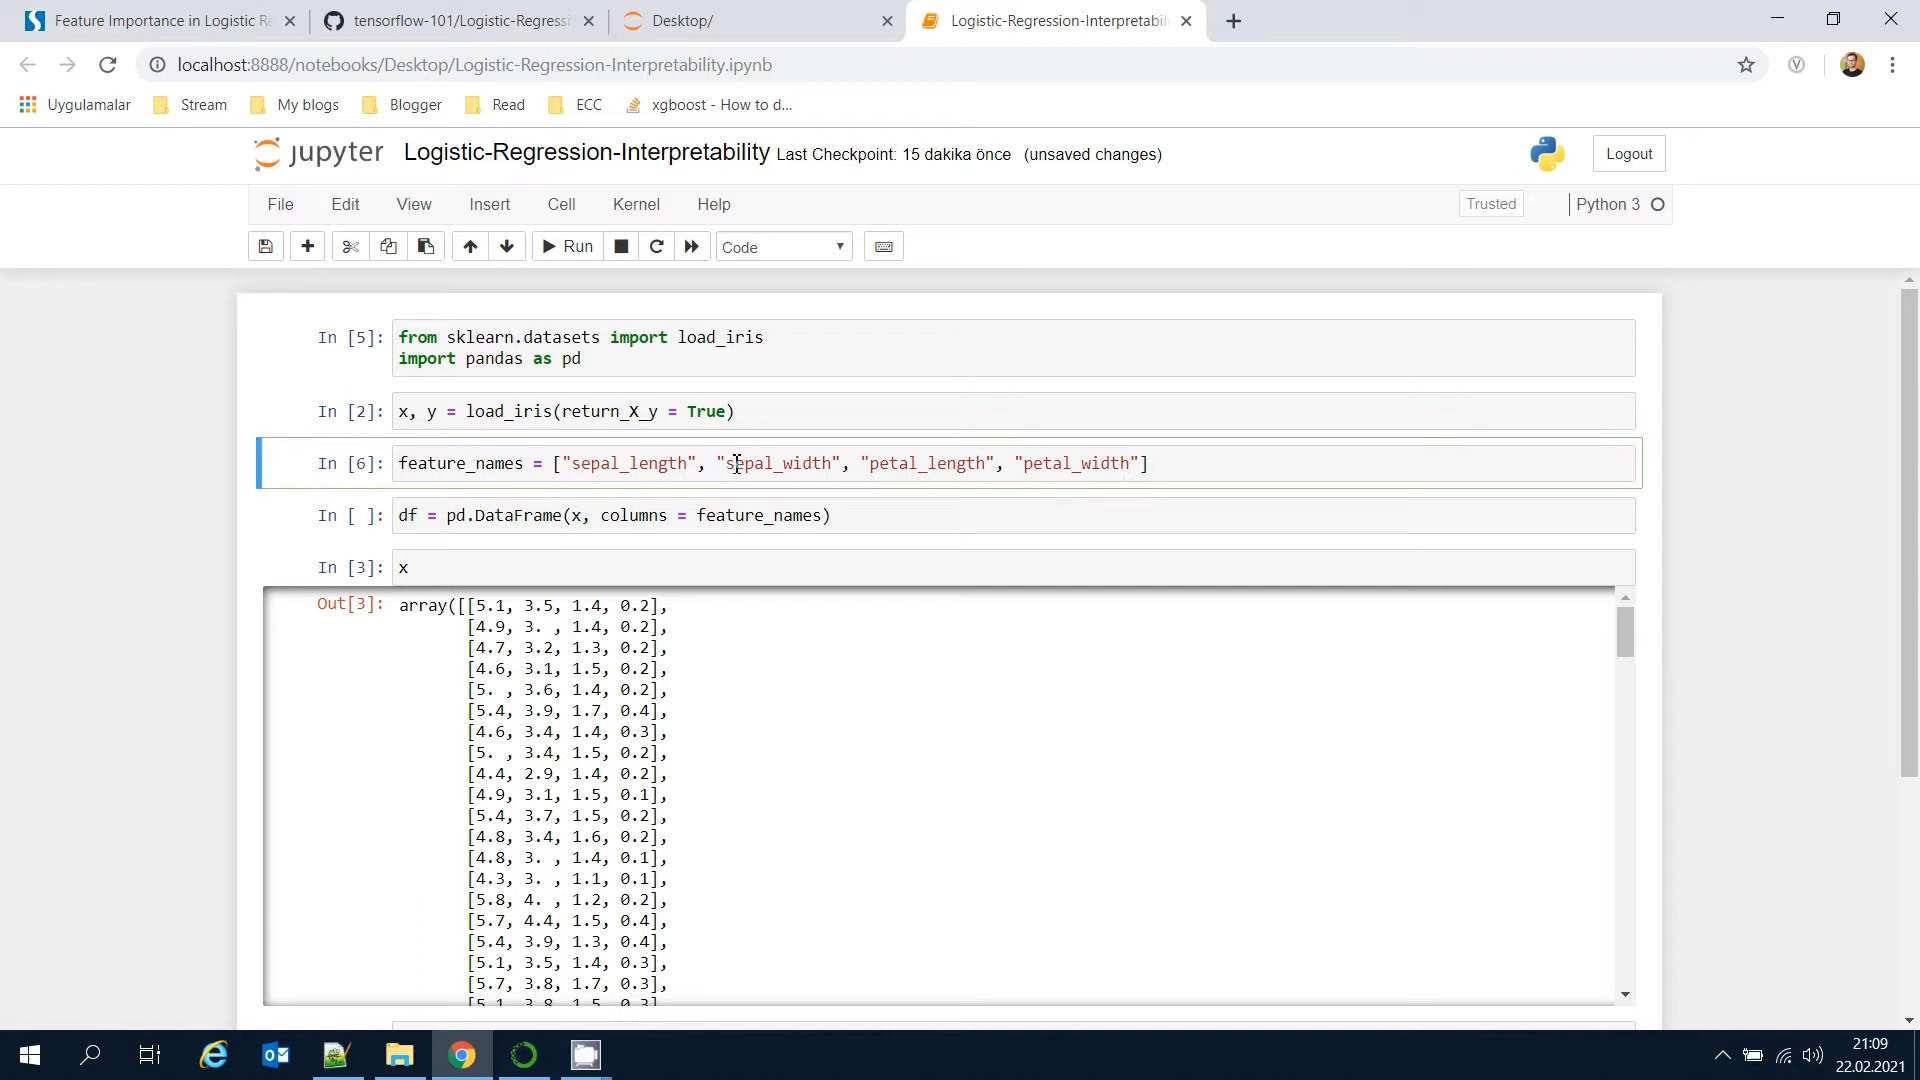 Feature Importance in Logistic Re
tensorflow-101/Logistic-Regressi
Desktop/
Logistic-Regression-Interpretabil
localhost:8888/notebooks/Desktop/Logistic-Regression-Interpretability.ipynb
Uygulamalar Stream My blogs Blogger Read ECC xgboost - How to d...
jupyter Logistic-Regression-Interpretability Last Checkpoint: 15 dakika önce (unsaved changes) Logout
File Edit View Insert Cell Kernel Help Trusted Python 3
Run Code
In [5]: from sklearn.datasets import load_iris
import pandas as pd
In [2]: x, y = load_iris(return_X_y = True)
In [6]: feature_names = ["sepal_length", "sepal_width", "petal_length", "petal_width"]
In [ ]: df = pd.DataFrame(x, columns = feature_names)
In [3]: x
Out[3]: array([[5.1, 3.5, 1.4, 0.2],
[4.9, 3. , 1.4, 0.2],
[4.7, 3.2, 1.3, 0.2],
[4.6, 3.1, 1.5, 0.2],
[5. , 3.6, 1.4, 0.2],
[5.4, 3.9, 1.7, 0.4],
[4.6, 3.4, 1.4, 0.3],
[5. , 3.4, 1.5, 0.2],
[4.4, 2.9, 1.4, 0.2],
[4.9, 3.1, 1.5, 0.1],
[5.4, 3.7, 1.5, 0.2],
[4.8, 3.4, 1.6, 0.2],
[4.8, 3. , 1.4, 0.1],
[4.3, 3. , 1.1, 0.1],
[5.8, 4. , 1.2, 0.2],
[5.7, 4.4, 1.5, 0.4],
[5.4, 3.9, 1.3, 0.4],
[5.1, 3.5, 1.4, 0.3],
[5.7, 3.8, 1.7, 0.3],
[5.1, 3.8, 1.5, 0.3],
21:09
22.02.2021